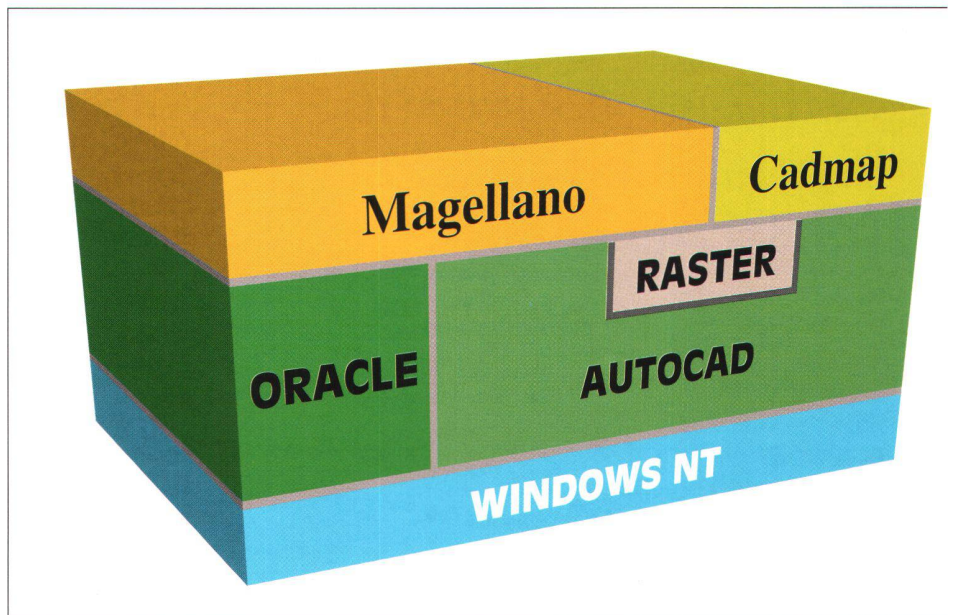 Magellano
Cadmap
RASTER
ORACLE
AUTOCAD
WINDOWS NT